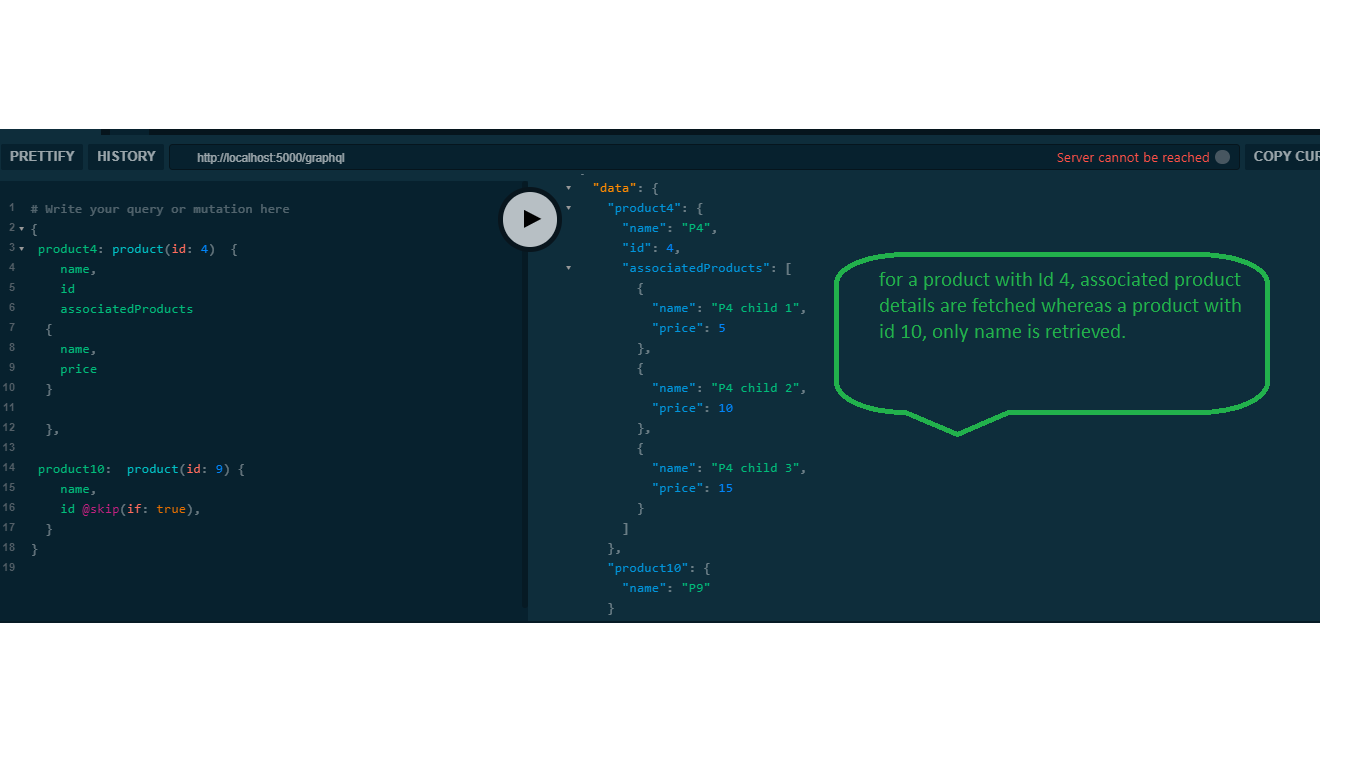 PRETTIFY HISTORY http://localhost:5000/graphql Server cannot be reached COPY CUR
1 # Write your query or mutation here
2 {
3 product4: product(id: 4) {
4 name,
5 id
6 associatedProducts
7 {
8 name,
9 price
10 }
11
12 },
13
14 product10: product(id: 9) {
15 name,
16 id @skip(if: true),
17 }
18 }
19
"data": {
"product4": {
"name": "P4",
"id": 4,
"associatedProducts": [
{
"name": "P4 child 1",
"price": 5
},
{
"name": "P4 child 2",
"price": 10
},
{
"name": "P4 child 3",
"price": 15
}
]
},
"product10": {
"name": "P9"
}
for a product with Id 4, associated product
details are fetched whereas a product with
id 10, only name is retrieved.